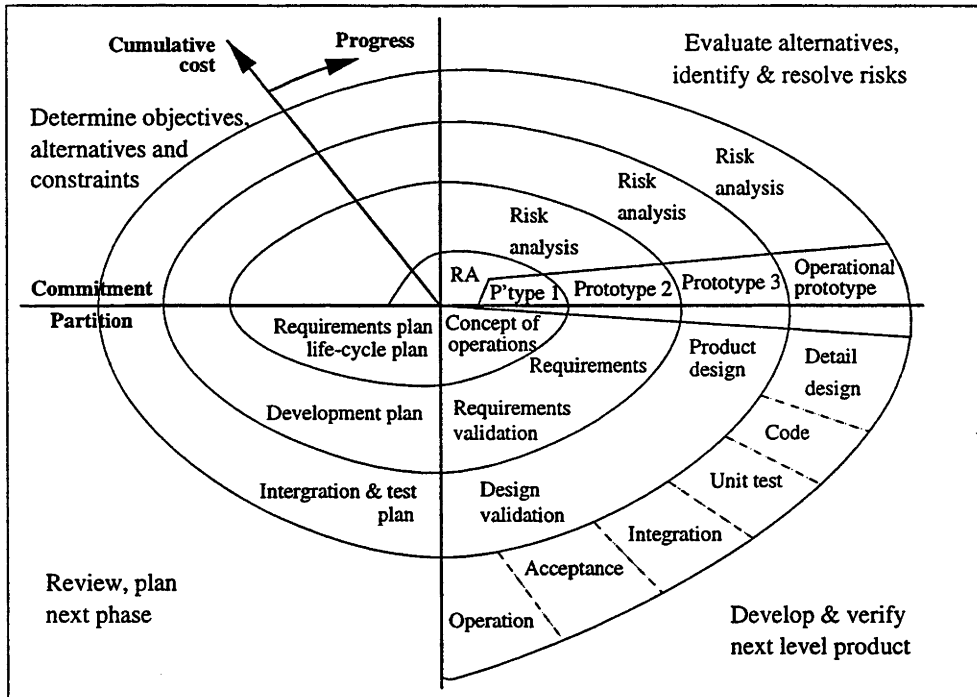 Cumulative
cost
Progress
Evaluate alternatives,
identify & resolve risks
Determine objectives,
alternatives and
constraints
Risk
analysis
Risk
analysis
Risk
analysis
RA
Commitment
Partition
P'type 1
Prototype 2
Prototype 3
Operational
prototype
Requirements plan
life-cycle plan
Concept of
operations
Requirements
Product
design
Detail
design
Development plan
Requirements
validation
Code
Unit test
Intergration & test
plan
Design
validation
Integration
Acceptance
Operation
Review, plan
next phase
Develop & verify
next level product